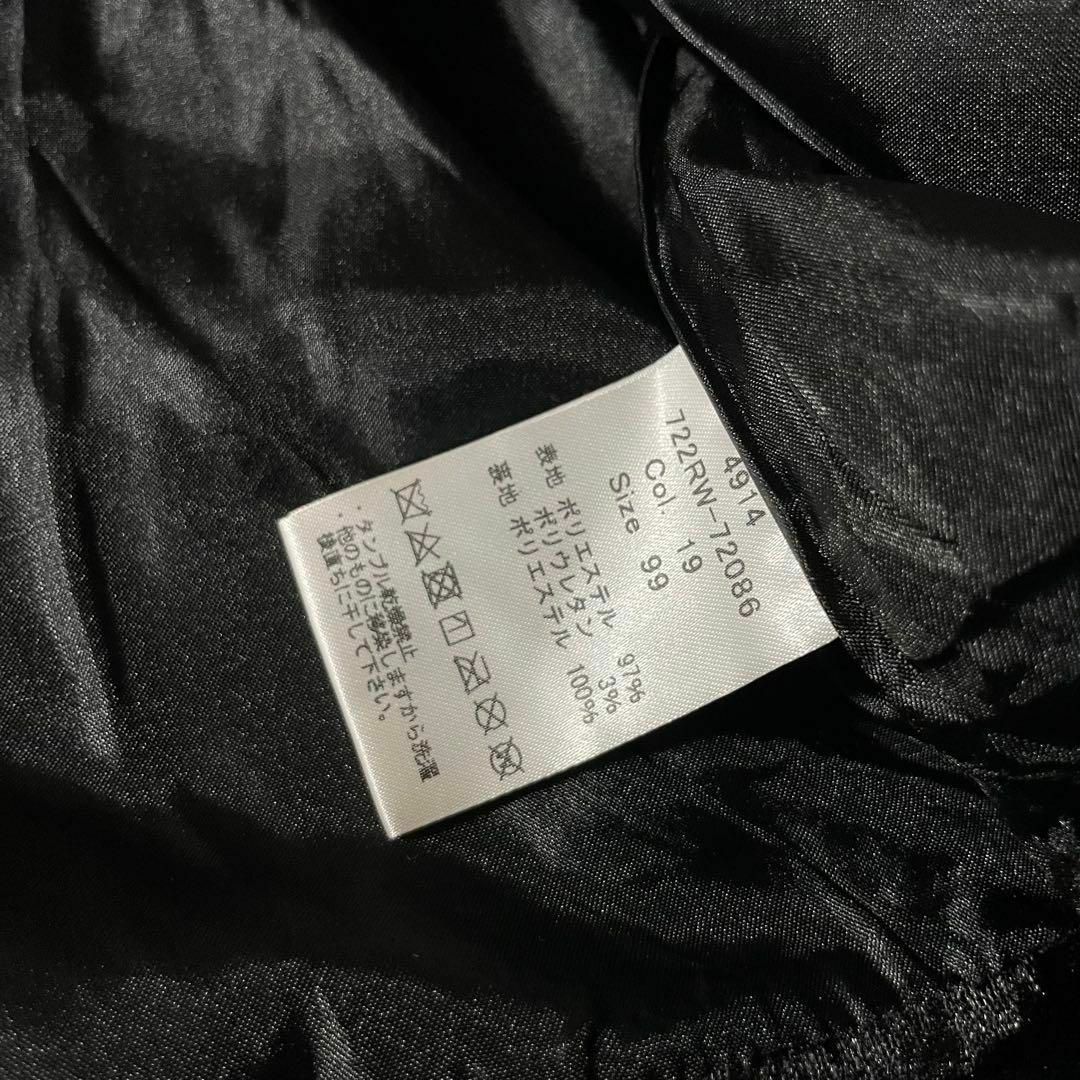 4914
722RW-72086
Col. 19
Size 99
表地 ポリエステル 97%
ポリウレタン 3%
裏地 ポリエステル 100%
・タンブル乾燥禁止
・他のものに移染しますから洗濯
後直ちに干して下さい。